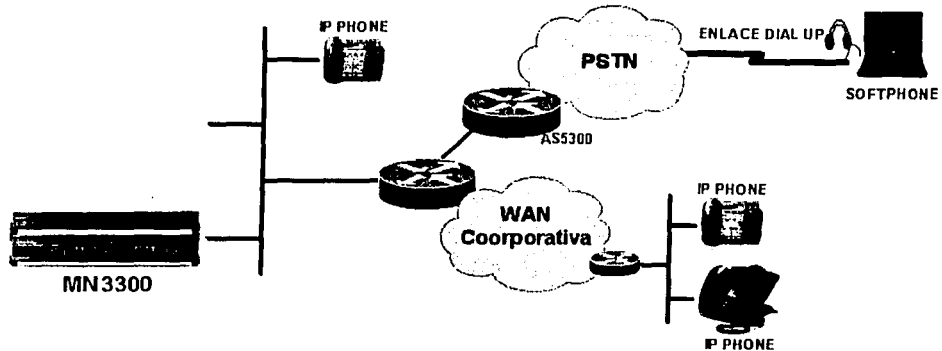 IP PHONE
PSTN
ENLACE DIAL UP
SOFTPHONE
AS5300
WAN
Coorporativa
IP PHONE
MN3300
IP PHONE